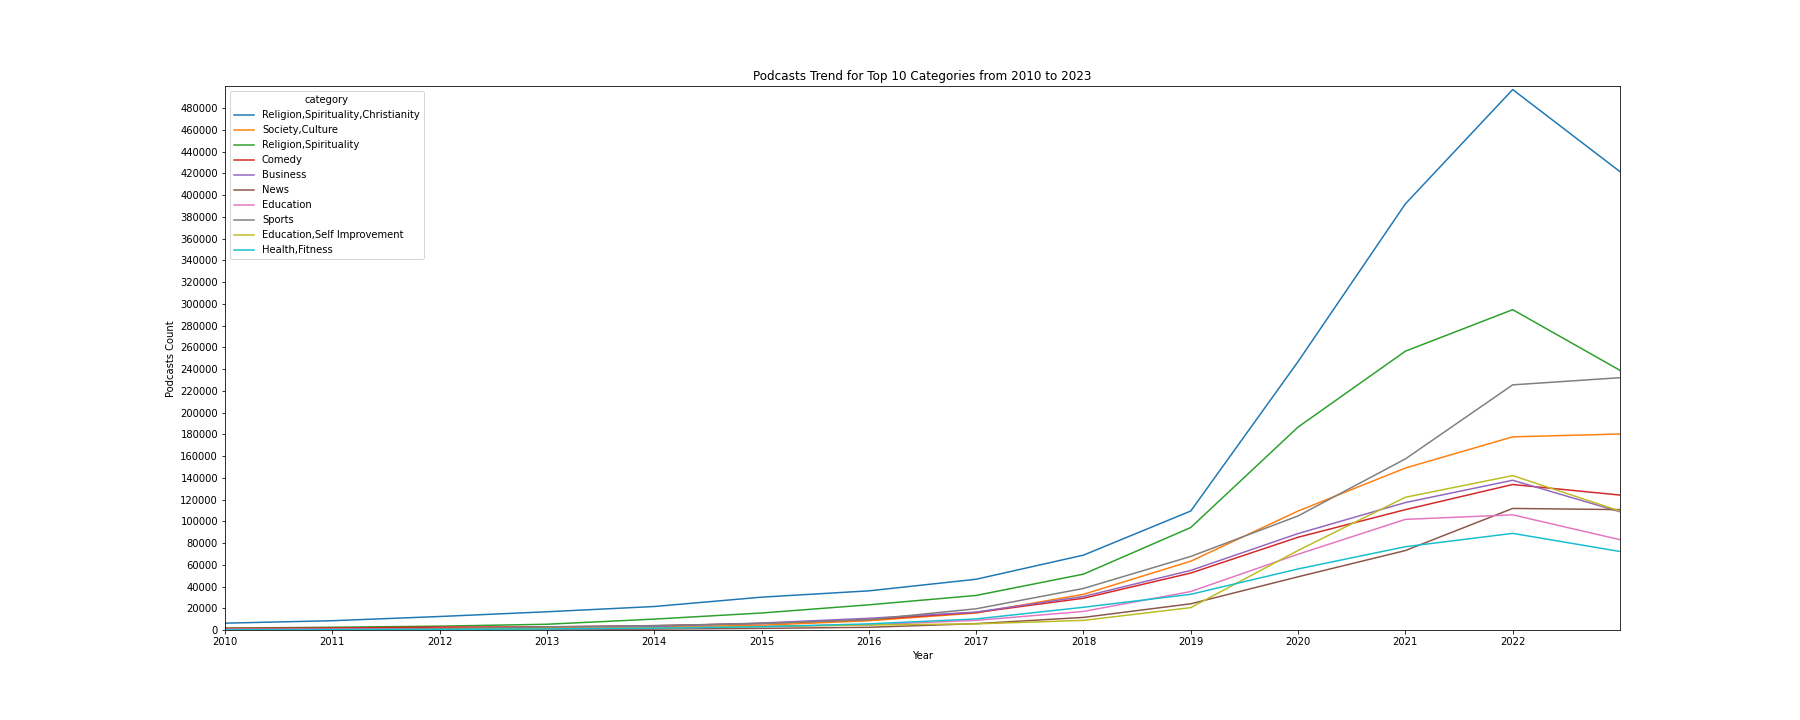 Podcasts Trend for Top 10 Categories from 2010 to 2023
category
Religion,Spirituality,Christianity
Society,Culture
Religion,Spirituality
Comedy
Business
News
Education
Sports
Education,Self Improvement
Health,Fitness
480000
460000
440000
420000
400000
380000
360000
340000
320000
300000
280000
260000
240000
220000
200000
180000
160000
140000
120000
100000
80000
60000
40000
20000
0
Podcasts Count
2010 2011 2012 2013 2014 2015 2016 2017 2018 2019 2020 2021 2022
Year